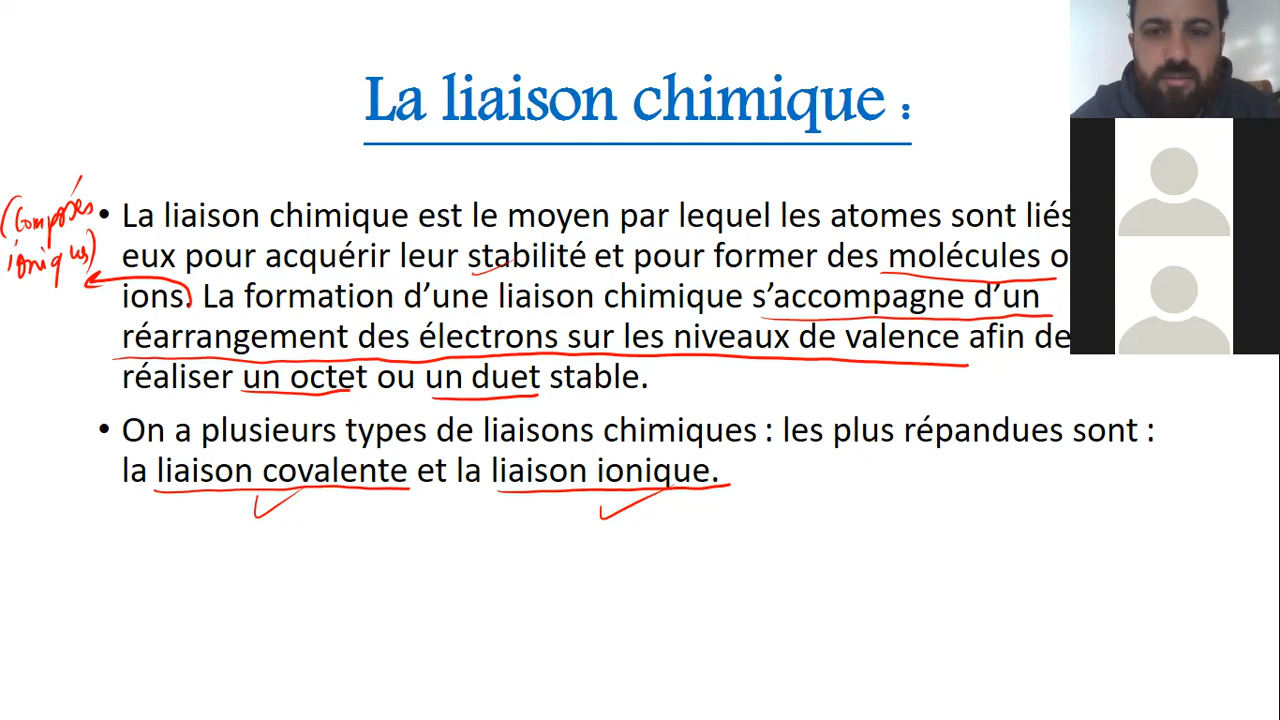 La liaison chimique :
(Composés
ioniques)
• La liaison chimique est le moyen par lequel les atomes sont liés
eux pour acquérir leur stabilité et pour former des molécules o
ions. La formation d’une liaison chimique s’accompagne d’un
réarrangement des électrons sur les niveaux de valence afin de
réaliser un octet ou un duet stable.
• On a plusieurs types de liaisons chimiques : les plus répandues sont :
la liaison covalente et la liaison ionique.